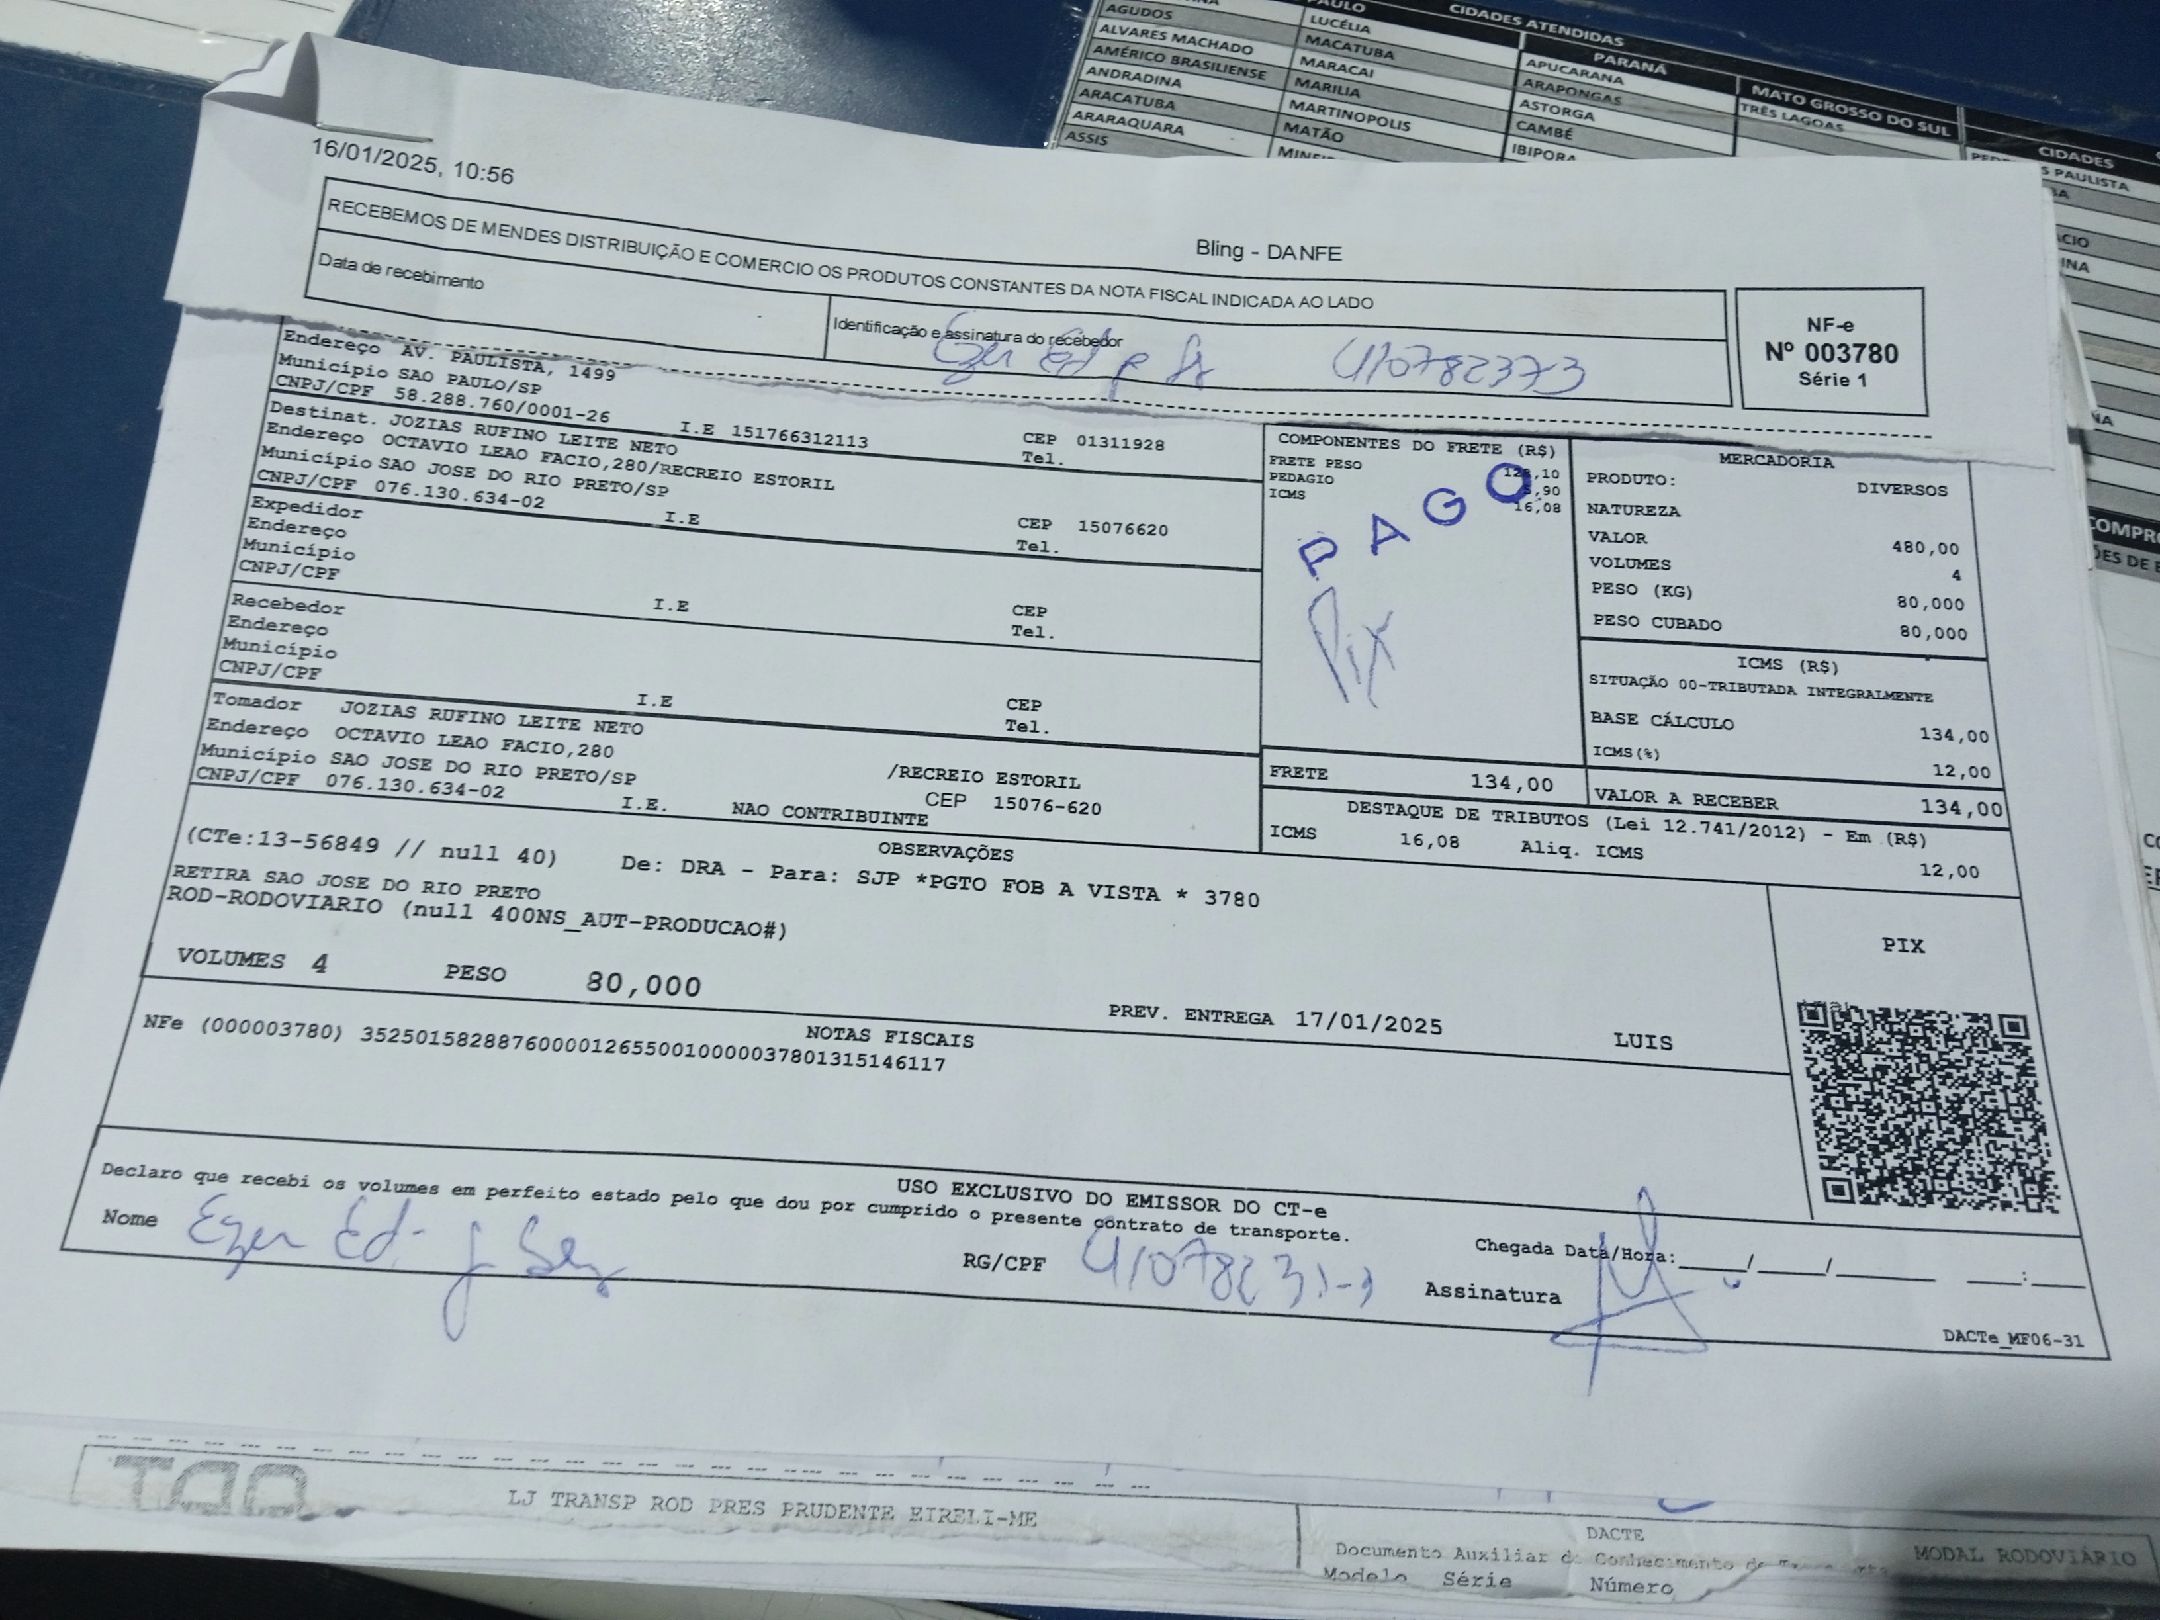 CIDADES ATENDIDAS
PARANÁ
MATO GROSSO DO SUL
CIDADES
AGUDOS
ALVARES MACHADO
AMÉRICO BRASILIENSE
ANDRADINA
ARACATUBA
ARARAQUARA
ASSIS
LUCÉLIA
MACATUBA
MARACAI
MARILIA
MARTINOPOLIS
MATÃO
APUCARANA
ARAPONGAS
ASTORGA
CAMBÉ
IBIPORA
TRÊS LAGOAS
16/01/2025, 10:56
Bling - DANFE
RECEBEMOS DE MENDES DISTRIBUIÇÃO E COMERCIO OS PRODUTOS CONSTANTES DA NOTA FISCAL INDICADA AO LADO
Data de recebimento
Identificação e assinatura do recebedor
NF-e
Nº 003780
Série 1
Endereço AV. PAULISTA, 1499
Município SAO PAULO/SP
CNPJ/CPF 58.288.760/0001-26 I.E 151766312113 CEP 01311928
Tel.
Destinat. JOZIAS RUFINO LEITE NETO
Endereço OCTAVIO LEAO FACIO,280/RECREIO ESTORIL
Município SAO JOSE DO RIO PRETO/SP CEP 15076620
CNPJ/CPF 076.130.634-02 I.E Tel.
Expedidor
Endereço
Município CEP
CNPJ/CPF I.E Tel.
Recebedor
Endereço
Município CEP
CNPJ/CPF I.E Tel.
Tomador JOZIAS RUFINO LEITE NETO
Endereço OCTAVIO LEAO FACIO,280 /RECREIO ESTORIL
Município SAO JOSE DO RIO PRETO/SP CEP 15076-620
CNPJ/CPF 076.130.634-02 I.E. NAO CONTRIBUINTE
COMPONENTES DO FRETE (R$)
FRETE PESO
PEDAGIO
ICMS 16,08
PAGO
Pix
FRETE 134,00
MERCADORIA
PRODUTO: DIVERSOS
NATUREZA
VALOR 480,00
VOLUMES 4
PESO (KG) 80,000
PESO CUBADO 80,000
ICMS (R$)
SITUAÇÃO 00-TRIBUTADA INTEGRALMENTE
BASE CÁLCULO 134,00
ICMS(%) 12,00
VALOR A RECEBER 134,00
DESTAQUE DE TRIBUTOS (Lei 12.741/2012) - Em (R$)
ICMS 16,08 Aliq. ICMS 12,00
OBSERVAÇÕES
(CTe:13-56849 // null 40) De: DRA - Para: SJP *PGTO FOB A VISTA * 3780
RETIRA SAO JOSE DO RIO PRETO
ROD-RODOVIARIO (null 400NS_AUT-PRODUCAO#)
VOLUMES 4 PESO 80,000
PREV. ENTREGA 17/01/2025 LUIS
PIX
NOTAS FISCAIS
NFe (000003780) 35250158288760000126550010000037801315146117
USO EXCLUSIVO DO EMISSOR DO CT-e
Declaro que recebi os volumes em perfeito estado pelo que dou por cumprido o presente contrato de transporte.
Nome
RG/CPF
Chegada Data/Hora:_____/_____/_______ ____:____
Assinatura
DACTe_MF06-31
LJ TRANSP ROD PRES PRUDENTE EIRELI-ME
DACTE
MODAL RODOVIÁRIO
Documento Auxiliar Conhecimento
Modelo Série Número